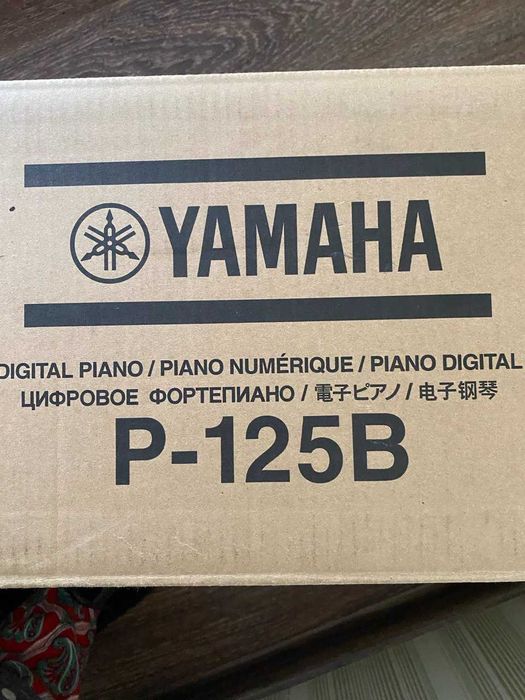 YAMAHA
DIGITAL PIANO / PIANO NUMÉRIQUE / PIANO DIGITAL
ЦИФРОВОЕ ФОРТЕПИАНО / 電子ピアノ / 电子钢琴
P-125B